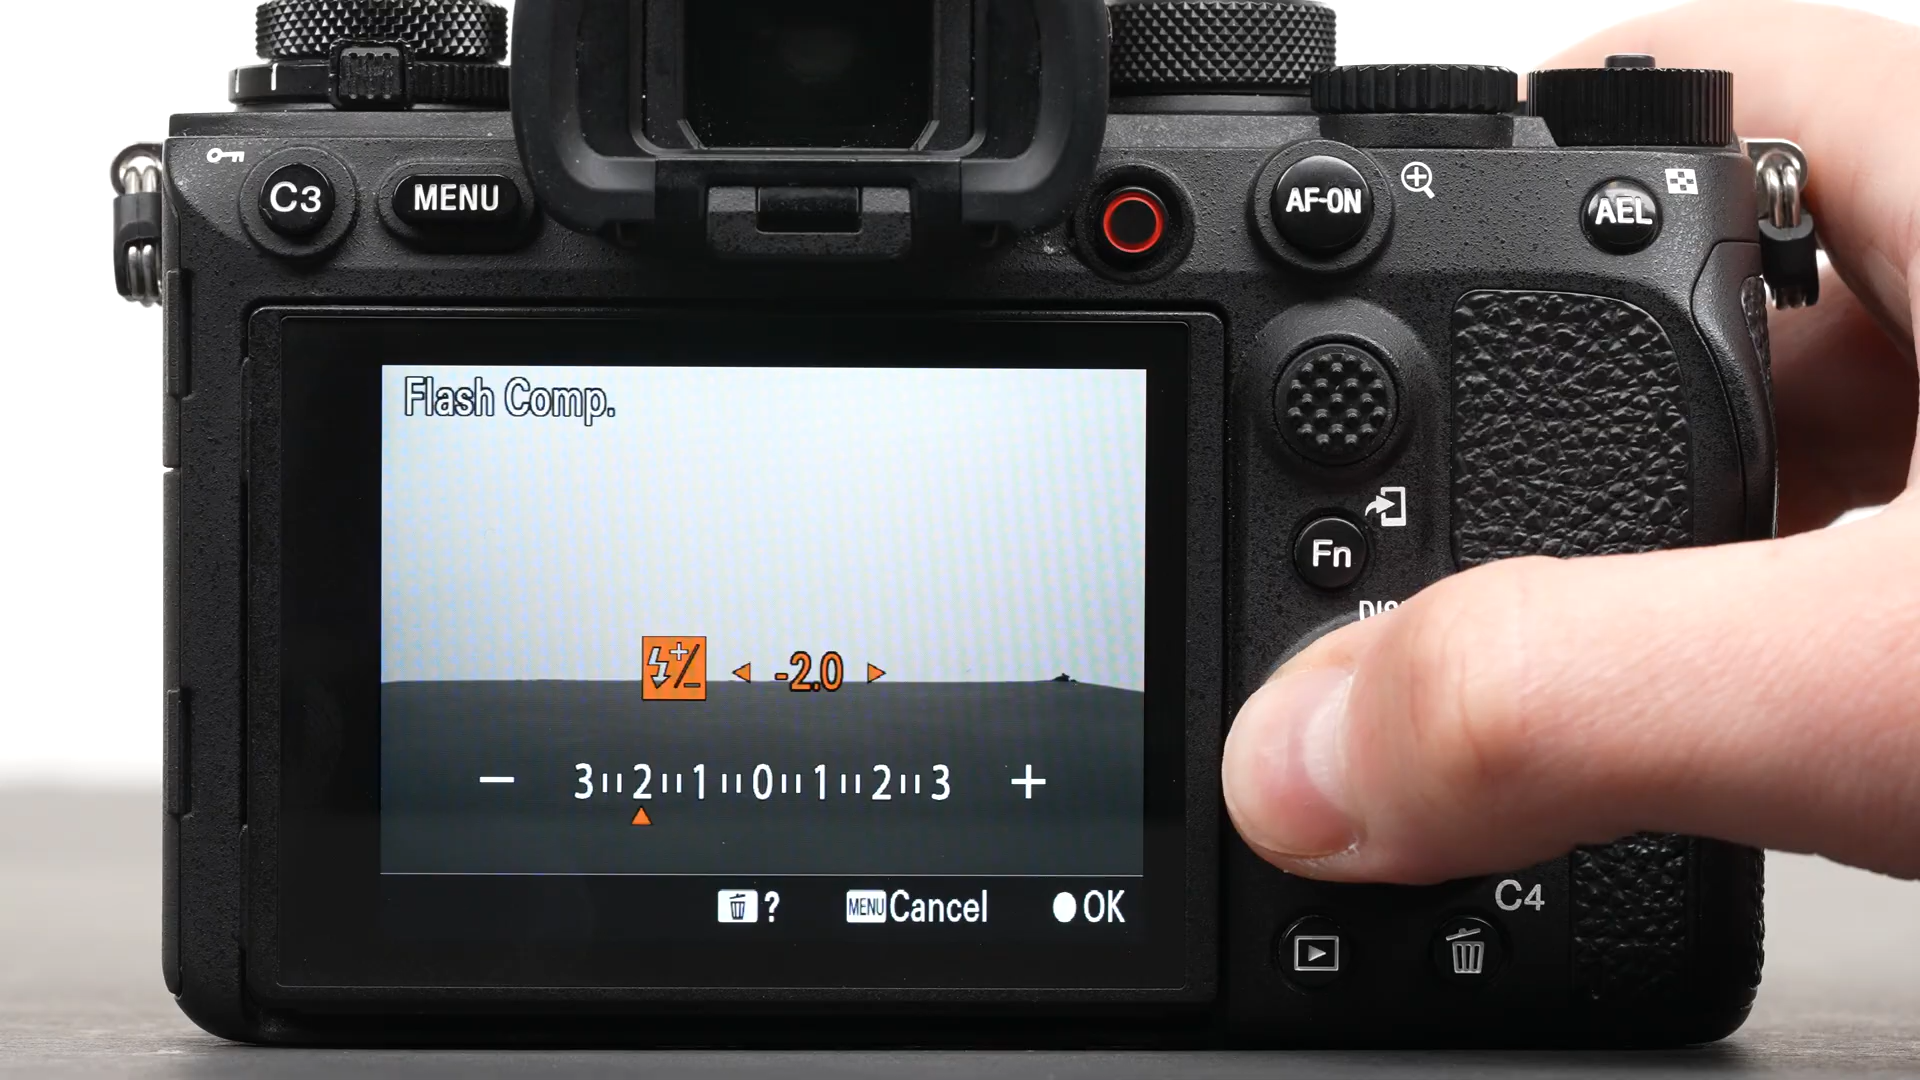 C3
MENU
AF-ON
AEL
Flash Comp.
Fn
-2.0
− 3 2 1 0 1 2 3 +
? MENU Cancel OK
C4